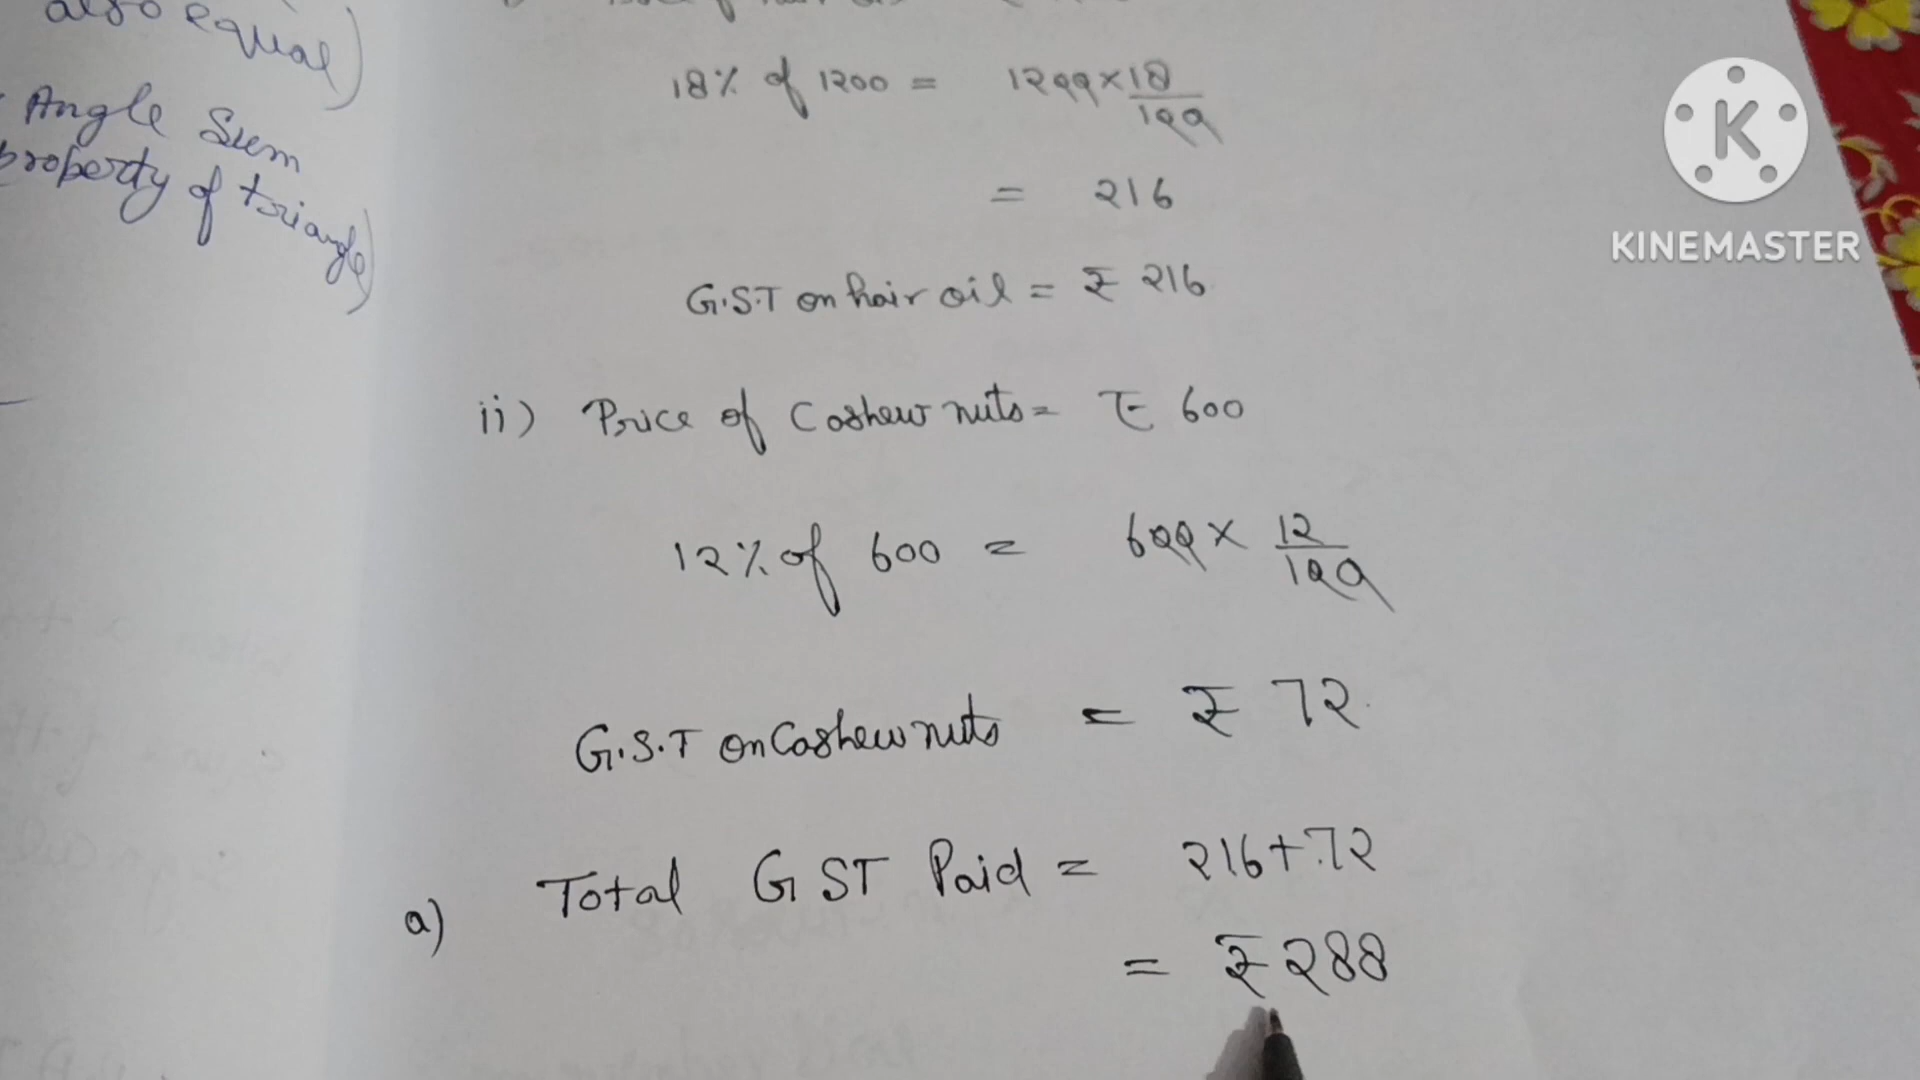 also equal)
Angle Sum
property of triangle)
18% of 1200 = 1200 × 18/100
= 216
G.S.T on hair oil = ₹ 216
ii) Price of Cashew nuts = ₹ 600
12% of 600 = 600 × 12/100
G.S.T on Cashew nuts = ₹ 72
a) Total GST Paid = 216+72
= ₹ 288
K
KINEMASTER